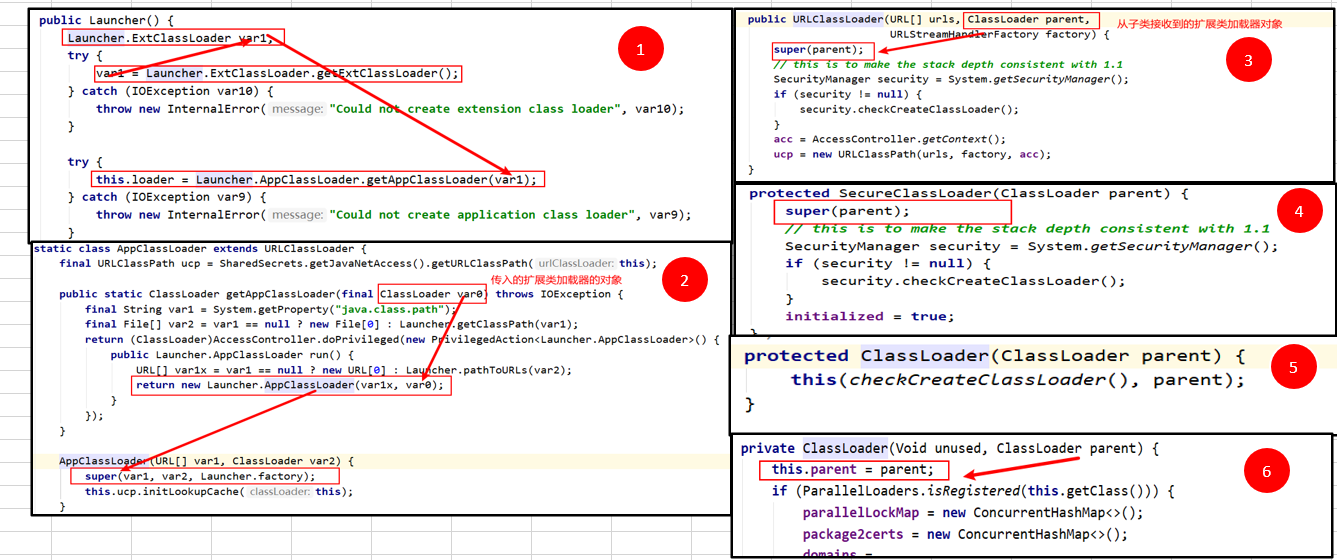 public Launcher() {
Launcher.ExtClassLoader var1;
try {
var1 = Launcher.ExtClassLoader.getExtClassLoader();
} catch (IOException var10) {
throw new InternalError( message: "Could not create extension class loader", var10);
}
try {
this.loader = Launcher.AppClassLoader.getAppClassLoader(var1);
} catch (IOException var9) {
throw new InternalError( message: "Could not create application class loader", var9);
}
1
static class AppClassLoader extends URLClassLoader {
final URLClassPath ucp = SharedSecrets.getJavaNetAccess().getURLClassPath( urlClassLoader: this);
传入的扩展类加载器的对象
public static ClassLoader getAppClassLoader(final ClassLoader var0) throws IOException {
final String var1 = System.getProperty("java.class.path");
final File[] var2 = var1 == null ? new File[0] : Launcher.getClassPath(var1);
return (ClassLoader)AccessController.doPrivileged(new PrivilegedAction<Launcher.AppClassLoader>() {
public Launcher.AppClassLoader run() {
URL[] var1x = var1 == null ? new URL[0] : Launcher.pathToURLs(var2);
return new Launcher.AppClassLoader(var1x, var0);
}
});
}
AppClassLoader(URL[] var1, ClassLoader var2) {
super(var1, var2, Launcher.factory);
this.ucp.initLookupCache( classLoader: this);
}
2
public URLClassLoader(URL[] urls, ClassLoader parent,
从子类接收到的扩展类加载器对象
URLStreamHandlerFactory factory) {
super(parent);
// this is to make the stack depth consistent with 1.1
SecurityManager security = System.getSecurityManager();
if (security != null) {
security.checkCreateClassLoader();
}
acc = AccessController.getContext();
ucp = new URLClassPath(urls, factory, acc);
}
3
protected SecureClassLoader(ClassLoader parent) {
super(parent);
// this is to make the stack depth consistent with 1.1
SecurityManager security = System.getSecurityManager();
if (security != null) {
security.checkCreateClassLoader();
}
initialized = true;
}
4
protected ClassLoader(ClassLoader parent) {
this(checkCreateClassLoader(), parent);
}
5
private ClassLoader(Void unused, ClassLoader parent) {
this.parent = parent;
if (ParallelLoaders.isRegistered(this.getClass())) {
parallelLockMap = new ConcurrentHashMap<>();
package2certs = new ConcurrentHashMap<>();
domains =
6